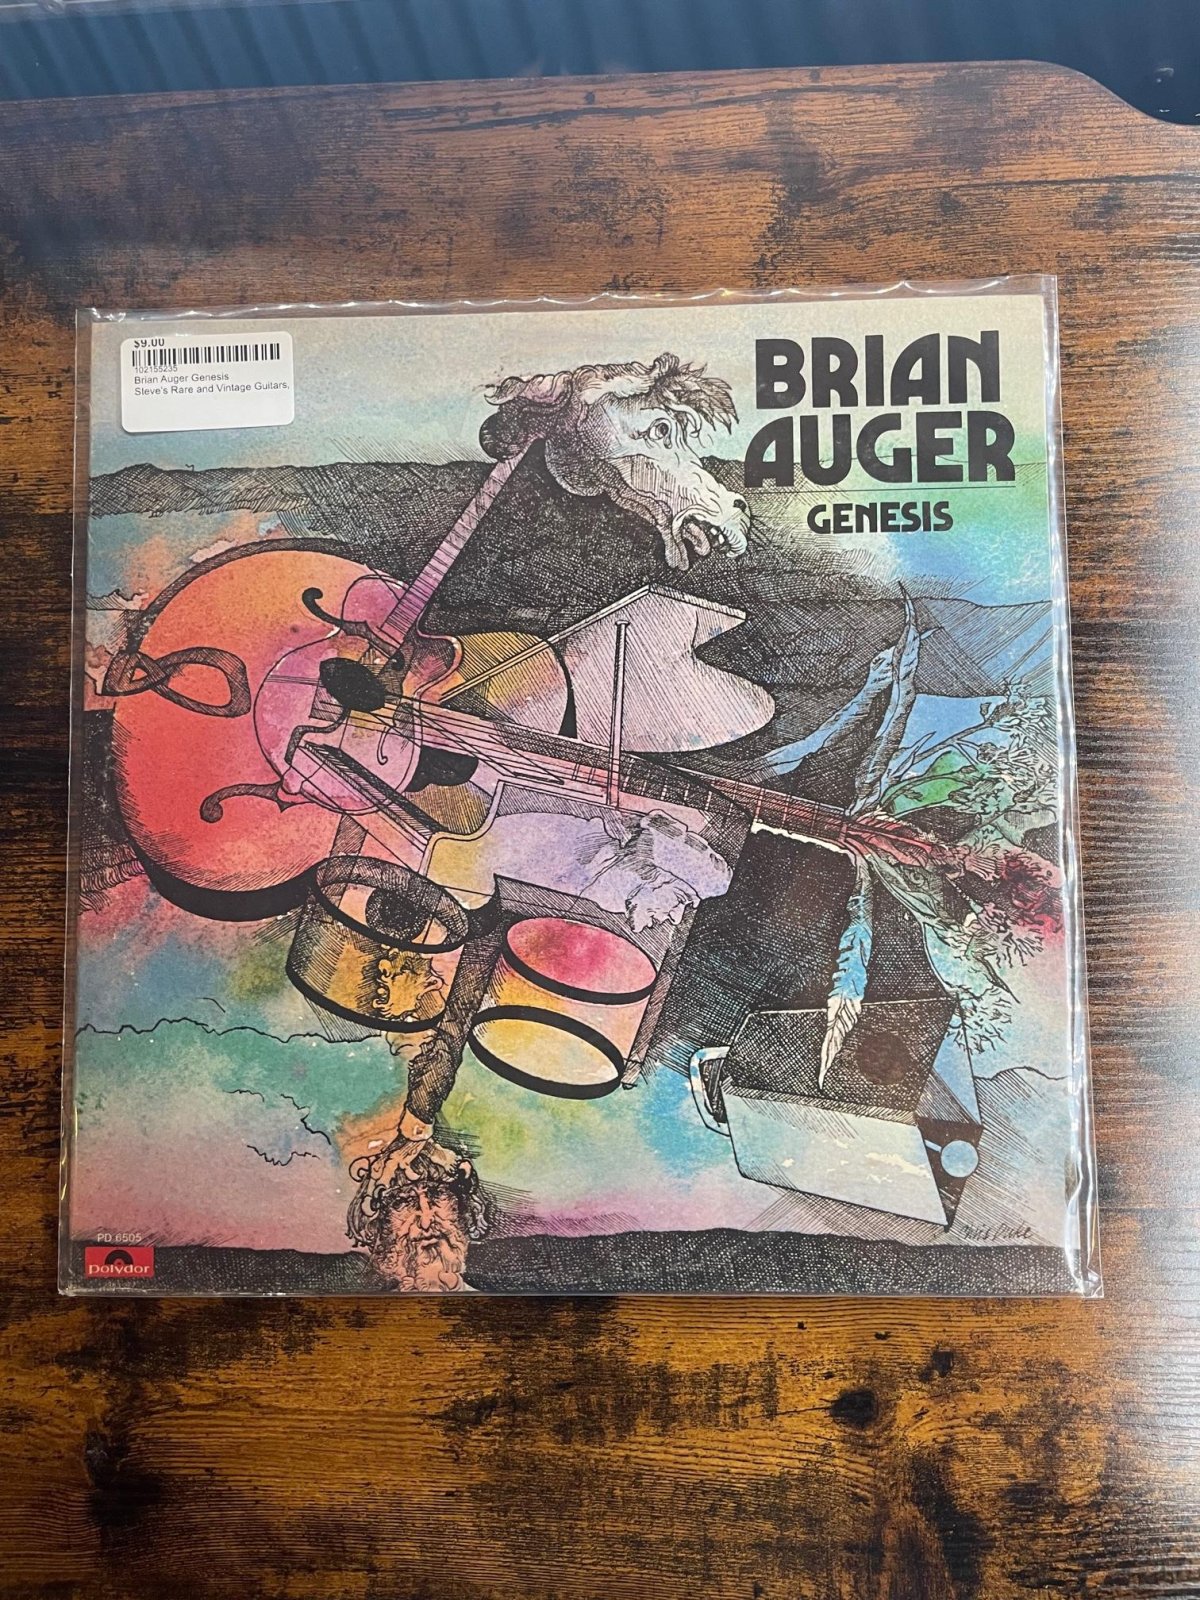 $9.00
102155235
Brian Auger Genesis
Steve's Rare and Vintage Guitars,
BRIAN
AUGER
GENESIS
PD 6505
polydor